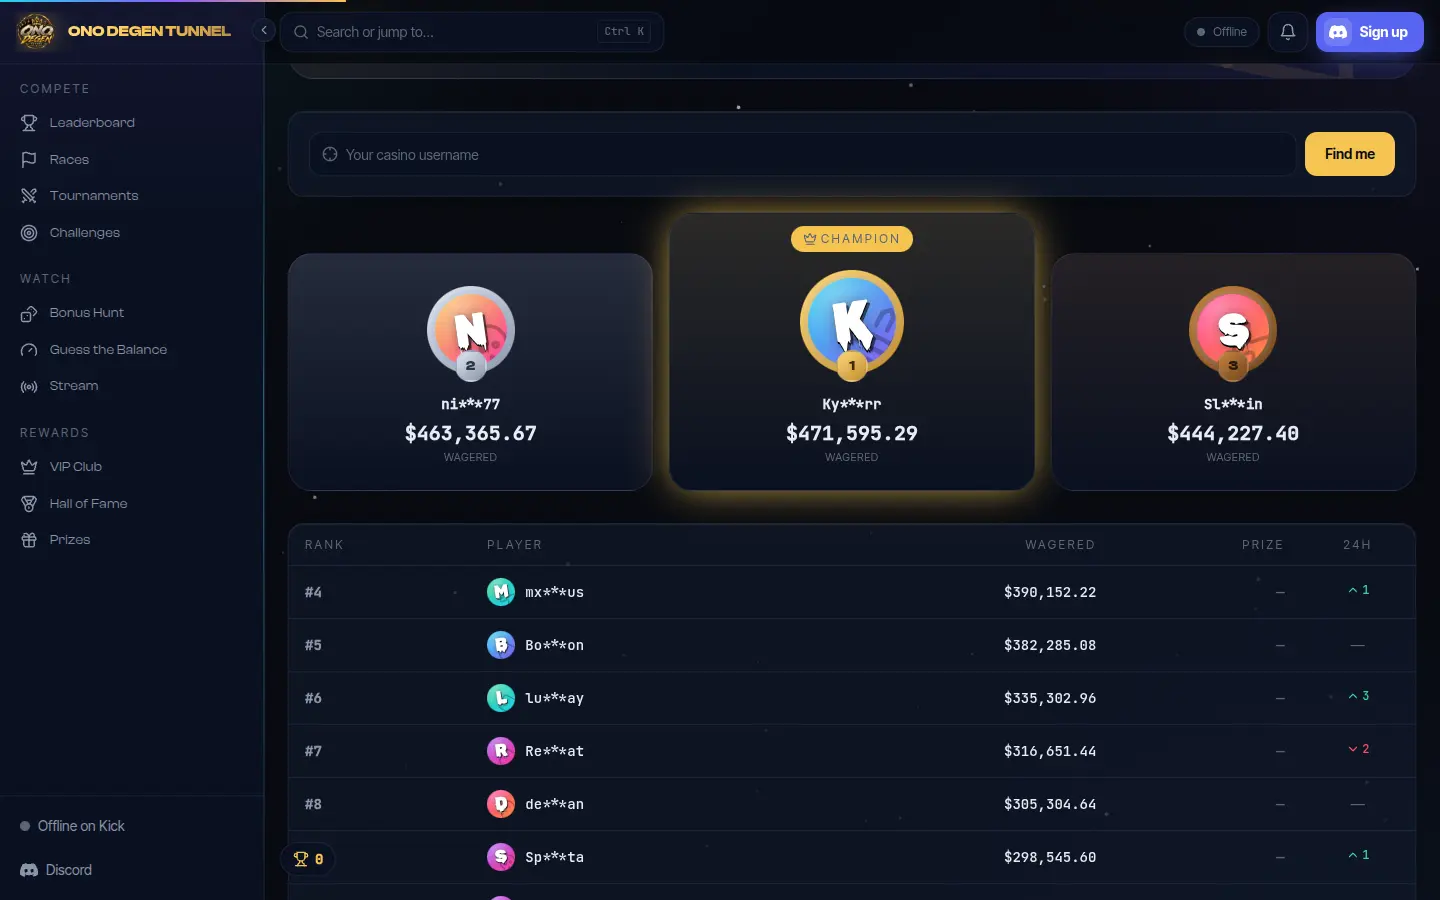 ONO DEGEN TUNNEL
Search or jump to...
Ctrl K
Offline
Sign up
COMPETE
Leaderboard
Races
Tournaments
Challenges
WATCH
Bonus Hunt
Guess the Balance
Stream
REWARDS
VIP Club
Hall of Fame
Prizes
Offline on Kick
Discord
Your casino username
Find me
N
2
ni***77
$463,365.67
WAGERED
CHAMPION
K
1
Ky***rr
$471,595.29
WAGERED
S
3
Sl***in
$444,227.40
WAGERED
RANK PLAYER WAGERED PRIZE 24H
#4 M mx***us $390,152.22 — 1
#5 B Bo***on $382,285.08 — —
#6 L lu***ay $335,302.96 — 3
#7 R Re***at $316,651.44 — 2
#8 D de***an $305,304.64 — —
S Sp***ta $298,545.60 — 1
0